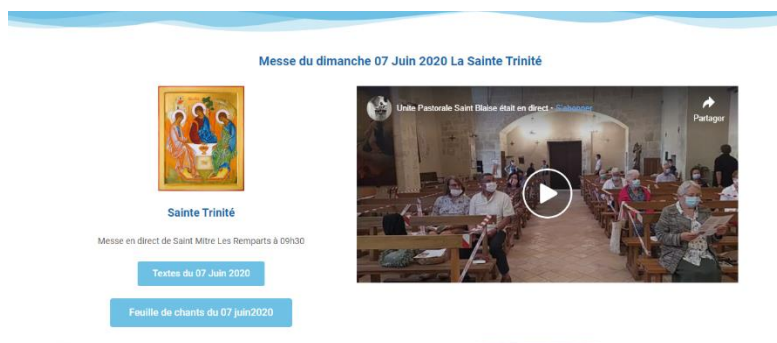 Messe du dimanche 07 Juin 2020 La Sainte Trinité
Unite Pastorale Saint Blaise était en direct - S'abonner
Partager
Sainte Trinité
Messe en direct de Saint Mitre Les Remparts à 09h30
Textes du 07 Juin 2020
Feuille de chants du 07 juin2020